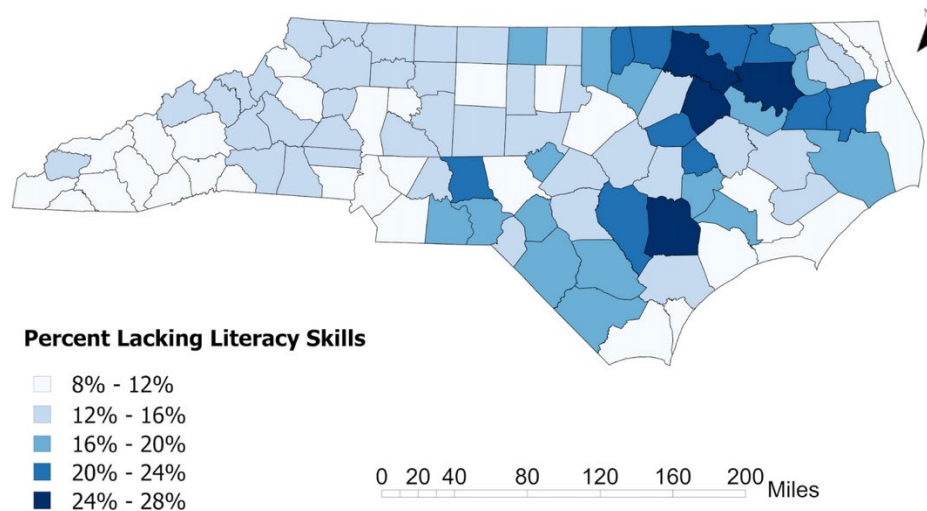 Percent Lacking Literacy Skills
8% - 12%
12% - 16%
16% - 20%
20% - 24%
24% - 28%
0 20 40 80 120 160 200
Miles